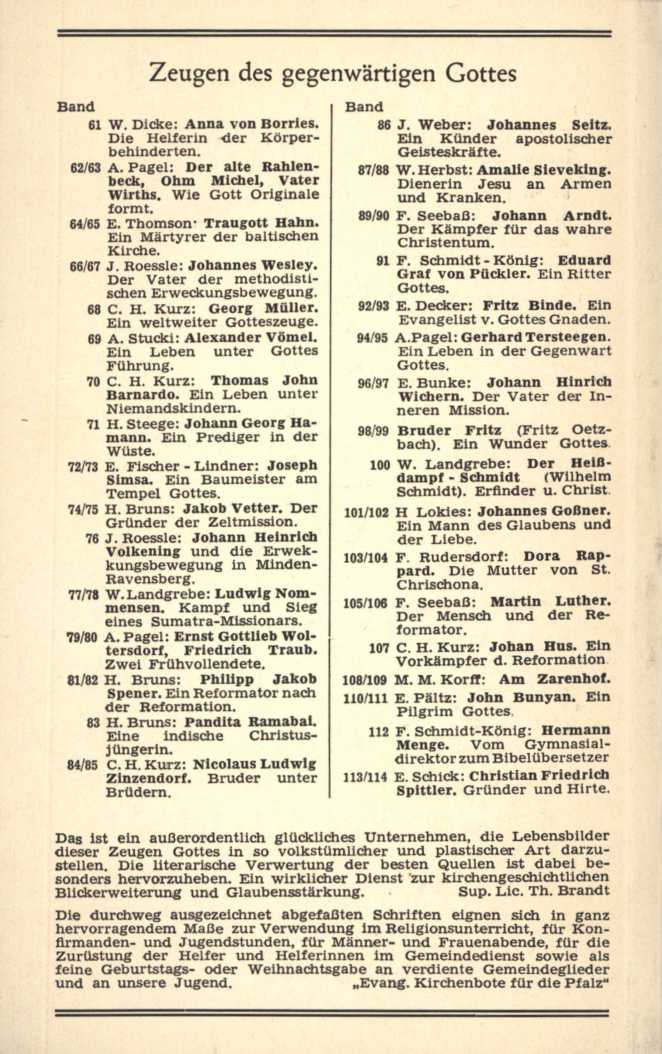 Zeugen des gegenwärtigen Gottes
Band
61 W. Dicke: Anna von Borries.
Die Helferin der Körper-
behinderten.
62/63 A. Pagel: Der alte Rahlen-
beck, Ohm Michel, Vater
Wirths. Wie Gott Originale
formt.
64/65 E. Thomson· Traugott Hahn.
Ein Märtyrer der baltischen
Kirche.
66/67 J. Roessle: Johannes Wesley.
Der Vater der methodisti-
schen Erweckungsbewegung.
68 C. H. Kurz: Georg Müller.
Ein weltweiter Gotteszeuge.
69 A. Stucki: Alexander Vömel.
Ein Leben unter Gottes
Führung.
70 C. H. Kurz: Thomas John
Barnardo. Ein Leben unter
Niemandskindern.
71 H. Steege: Johann Georg Ha-
mann. Ein Prediger in der
Wüste.
72/73 E. Fischer - Lindner: Joseph
Simsa. Ein Baumeister am
Tempel Gottes.
74/75 H. Bruns: Jakob Vetter. Der
Gründer der Zeltmission.
76 J. Roessle: Johann Heinrich
Volkening und die Erwek-
kungsbewegung in Minden-
Ravensberg.
77/78 W. Landgrebe: Ludwig Nom-
mensen. Kampf und Sieg
eines Sumatra-Missionars.
79/80 A. Pagel: Ernst Gottlieb Wol-
tersdorf, Friedrich Traub.
Zwei Frühvollendete.
81/82 H. Bruns: Philipp Jakob
Spener. Ein Reformator nach
der Reformation.
83 H. Bruns: Pandita Ramabai.
Eine indische Christus-
jüngerin.
84/85 C. H. Kurz: Nicolaus Ludwig
Zinzendorf. Bruder unter
Brüdern.
Band
86 J. Weber: Johannes Seitz.
Ein Künder apostolischer
Geisteskräfte.
87/88 W. Herbst: Amalie Sieveking.
Dienerin Jesu an Armen
und Kranken.
89/90 F. Seebaß: Johann Arndt.
Der Kämpfer für das wahre
Christentum.
91 F. Schmidt - König: Eduard
Graf von Pückler. Ein Ritter
Gottes.
92/93 E. Decker: Fritz Binde. Ein
Evangelist v. Gottes Gnaden.
94/95 A. Pagel: Gerhard Tersteegen.
Ein Leben in der Gegenwart
Gottes.
96/97 E. Bunke: Johann Hinrich
Wichern. Der Vater der In-
neren Mission.
98/99 Bruder Fritz (Fritz Oetz-
bach). Ein Wunder Gottes.
100 W. Landgrebe: Der Heiß-
dampf - Schmidt (Wilhelm
Schmidt). Erfinder u. Christ.
101/102 H Lokies: Johannes Goßner.
Ein Mann des Glaubens und
der Liebe.
103/104 F. Rudersdorf: Dora Rap-
pard. Die Mutter von St.
Chrischona.
105/106 F. Seebaß: Martin Luther.
Der Mensch und der Re-
formator.
107 C. H. Kurz: Johan Hus. Ein
Vorkämpfer d. Reformation
108/109 M. M. Korff: Am Zarenhof.
110/111 E. Pältz: John Bunyan. Ein
Pilgrim Gottes.
112 F. Schmidt-König: Hermann
Menge. Vom Gymnasial-
direktor zum Bibelübersetzer
113/114 E. Schick: Christian Friedrich
Spittler. Gründer und Hirte.
Das ist ein außerordentlich glückliches Unternehmen, die Lebensbilder
dieser Zeugen Gottes in so volkstümlicher und plastischer Art darzu-
stellen. Die literarische Verwertung der besten Quellen ist dabei be-
sonders hervorzuheben. Ein wirklicher Dienst zur kirchengeschichtlichen
Blickerweiterung und Glaubensstärkung. Sup. Lic. Th. Brandt
Die durchweg ausgezeichnet abgefaßten Schriften eignen sich in ganz
hervorragendem Maße zur Verwendung im Religionsunterricht, für Kon-
firmanden- und Jugendstunden, für Männer- und Frauenabende, für die
Zurüstung der Helfer und Helferinnen im Gemeindedienst sowie als
feine Geburtstags- oder Weihnachtsgabe an verdiente Gemeindeglieder
und an unsere Jugend. „Evang. Kirchenbote für die Pfalz"